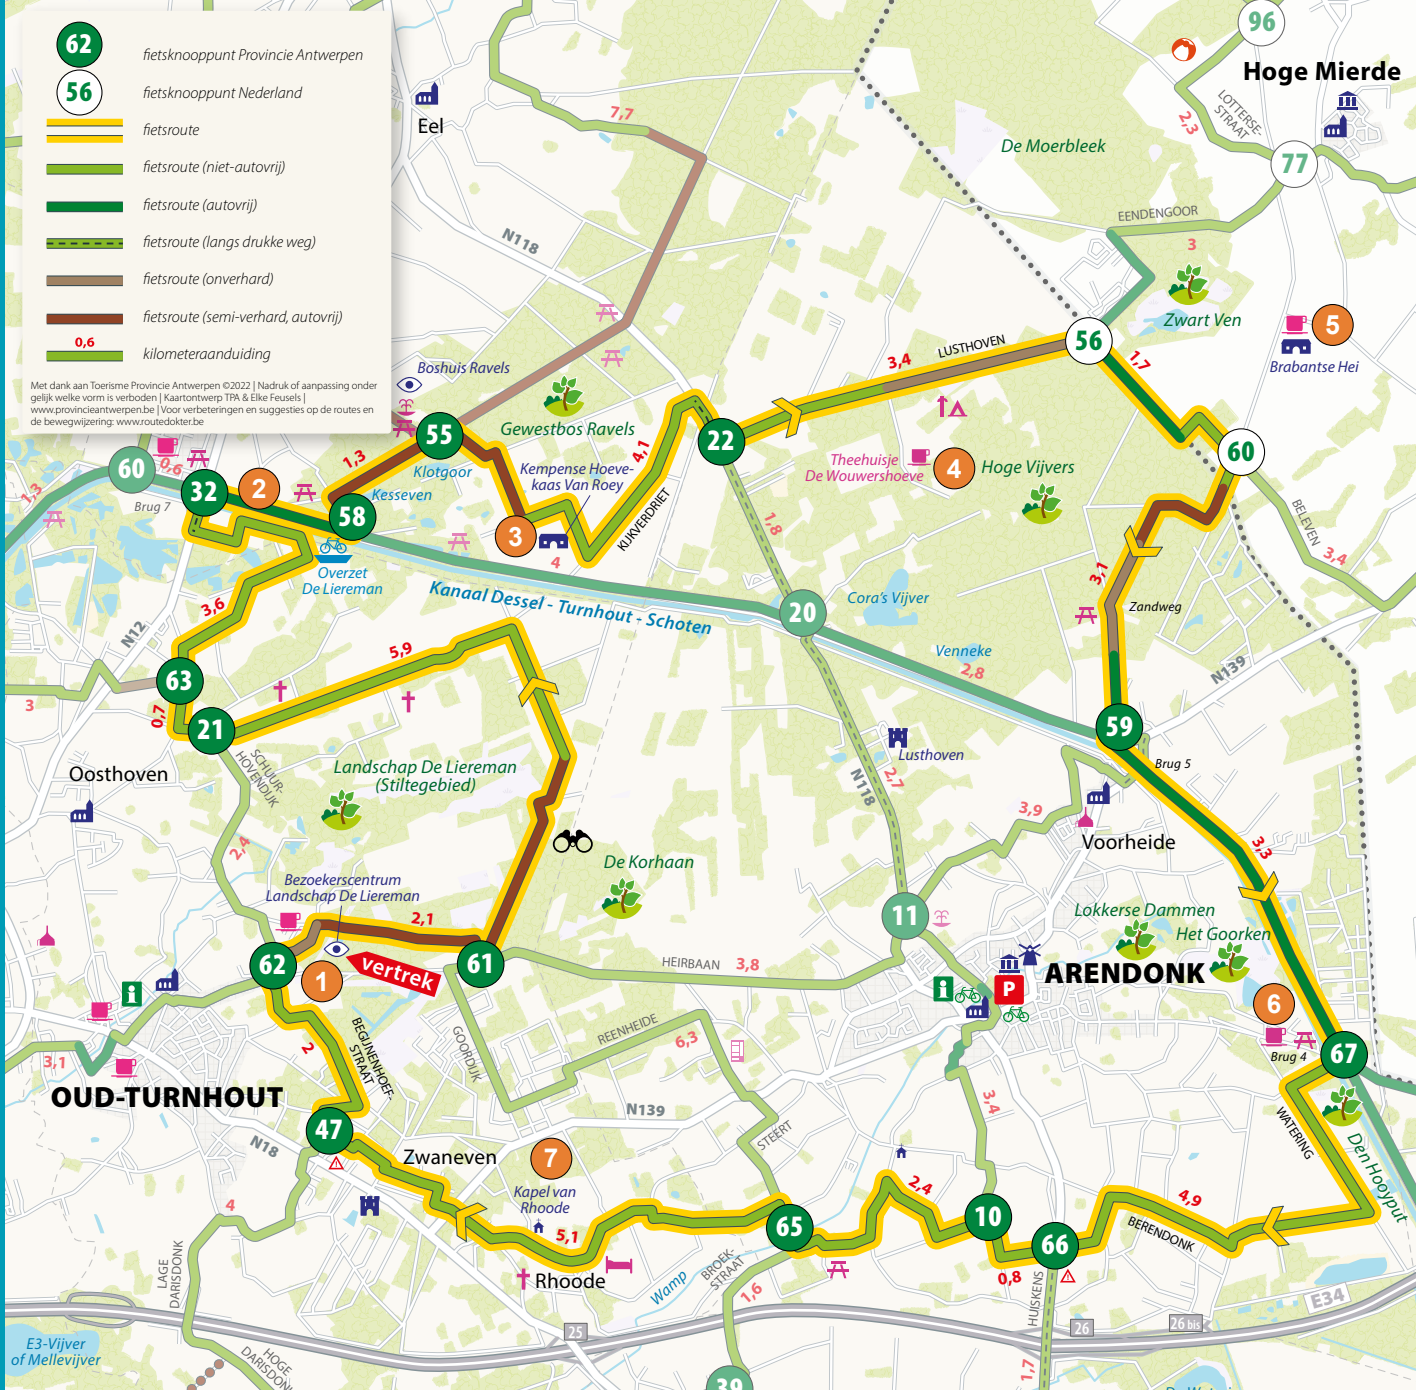 62
fietsknooppunt Provincie Antwerpen
56
fietsknooppunt Nederland
fietsroute
fietsroute (niet-autovrij)
fietsroute (autovrij)
fietsroute (langs drukke weg)
fietsroute (onverhard)
fietsroute (semi-verhard, autovrij)
0,6
kilometeraanduiding
Met dank aan Toerisme Provincie Antwerpen ©2022 | Nadruk of aanpassing onder
gelijk welke vorm is verboden | Kaartontwerp TPA & Elke Feusels |
www.provincieantwerpen.be | Voor verbeteringen en suggesties op de routes en
de bewegwijzering: www.routedokter.be
96
Hoge Mierde
LOTTERSE-
STRAAT
2,3
77
Eel
7,7
De Moerbleek
EENDENGOOR
3
N118
Zwart Ven
5
Brabantse Hei
56
1,7
LUSTHOVEN
3,4
Boshuis Ravels
55
Gewestbos Ravels
22
4,1
1,3
Klotgoor
Kempense Hoeve-
kaas Van Roey
Theehuisje
De Wouwershoeve
4
Hoge Vijvers
60
60
0,6
32
2
Kesseven
58
1,3
Brug 7
3
KIJKVERDRIET
1,8
BELEVEN
3,4
4
Overzet
De Liereman
Kanaal Dessel - Turnhout - Schoten
20
Cora's Vijver
3,1
Zandweg
3,6
N12
5,9
Venneke
2,8
N139
63
3
0,7
21
59
Brug 5
SCHUUR-
HOVENDIJK
Oosthoven
Landschap De Liereman
(Stiltegebied)
Lusthoven
N118
2,7
3,9
Voorheide
3,3
2,4
De Korhaan
Bezoekerscentrum
Landschap De Liereman
2,1
11
Lokkerse Dammen
Het Goorken
62
1
vertrek
61
HEIRBAAN
3,8
ARENDONK
P
6
Brug 4
67
GOORDIJK
REENHEIDE
6,3
BEGIJNENHOEF-
STRAAT
2
3,1
OUD-TURNHOUT
N139
3,4
WATERING
Den Hooyput
47
N18
Zwaneven
7
Kapel van
Rhoode
STEERT
2,4
4
5,1
65
10
66
4,9
BERENDONK
0,8
Rhoode
Wamp
BROEK-
STRAAT
1,6
HUISKENS
LAGE
DARISDONK
E34
25
26
26 bis
E3-Vijver
of Mellevijver
HOGE
DARISDONK
39
1,7